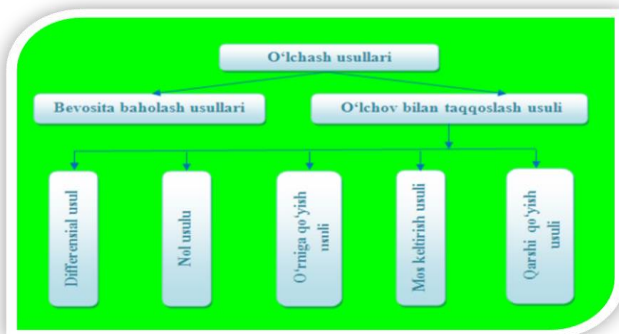 O‘lchash usullari
Bevosita baholash usullari
O‘lchov bilan taqqoslash usuli
Differensial usul
Nol usulu
O‘rniga qo‘yish
usuli
Mos keltirish usuli
Qarshi qo‘yish
usuli